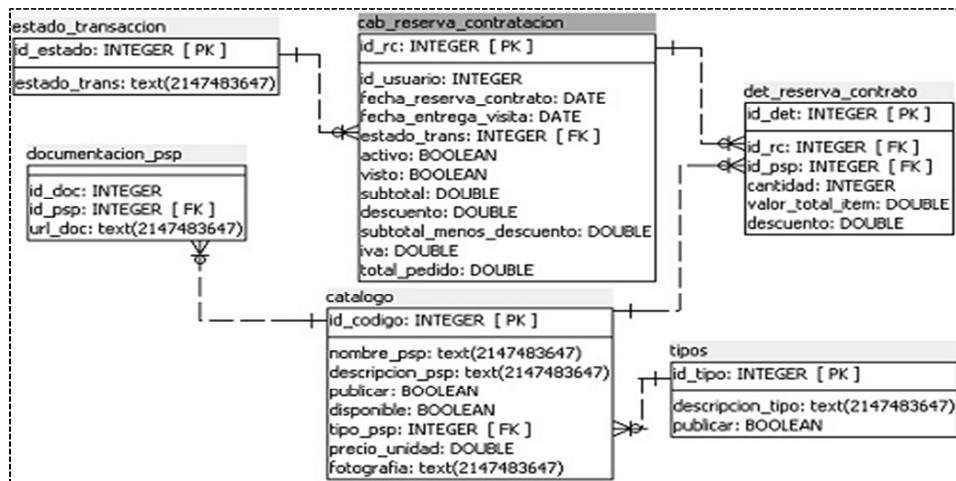 estado_transaccion
id_estado: INTEGER [ PK ]
estado_trans: text(2147483647)
cab_reserva_contratacion
id_rc: INTEGER [ PK ]
id_usuario: INTEGER
fecha_reserva_contrato: DATE
fecha_entrega_visita: DATE
estado_trans: INTEGER [ FK ]
activo: BOOLEAN
visto: BOOLEAN
subtotal: DOUBLE
descuento: DOUBLE
subtotal_menos_descuento: DOUBLE
iva: DOUBLE
total_pedido: DOUBLE
det_reserva_contrato
id_det: INTEGER [ PK ]
id_rc: INTEGER [ FK ]
id_psp: INTEGER [ FK ]
cantidad: INTEGER
valor_total_item: DOUBLE
descuento: DOUBLE
documentacion_psp
id_doc: INTEGER
id_psp: INTEGER [ FK ]
url_doc: text(2147483647)
catalogo
id_codigo: INTEGER [ PK ]
nombre_psp: text(2147483647)
descripcion_psp: text(2147483647)
publicar: BOOLEAN
disponible: BOOLEAN
tipo_psp: INTEGER [ FK ]
precio_unidad: DOUBLE
fotografia: text(2147483647)
tipos
id_tipo: INTEGER [ PK ]
descripcion_tipo: text(2147483647)
publicar: BOOLEAN